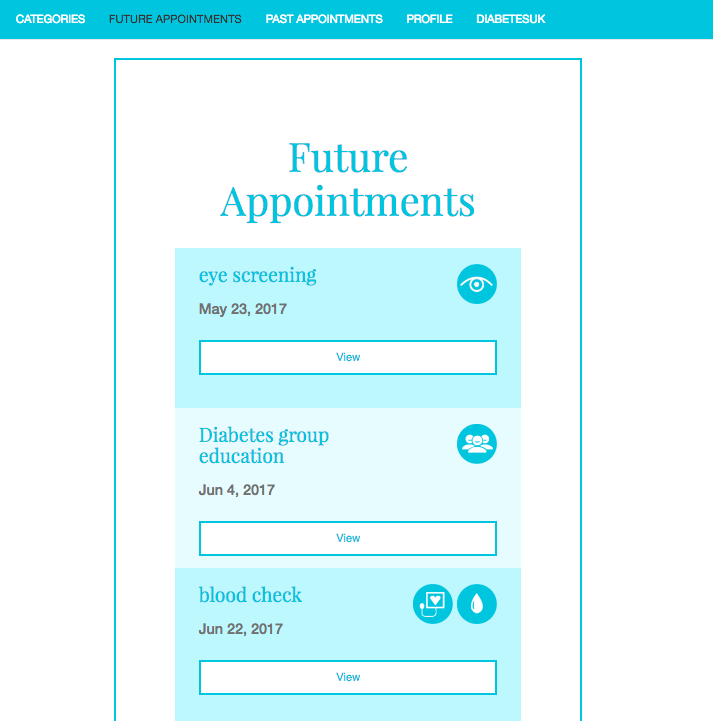 CATEGORIES FUTURE APPOINTMENTS PAST APPOINTMENTS PROFILE DIABETESUK
Future
Appointments
eye screening
May 23, 2017
View
Diabetes group
education
Jun 4, 2017
View
blood check
Jun 22, 2017
View